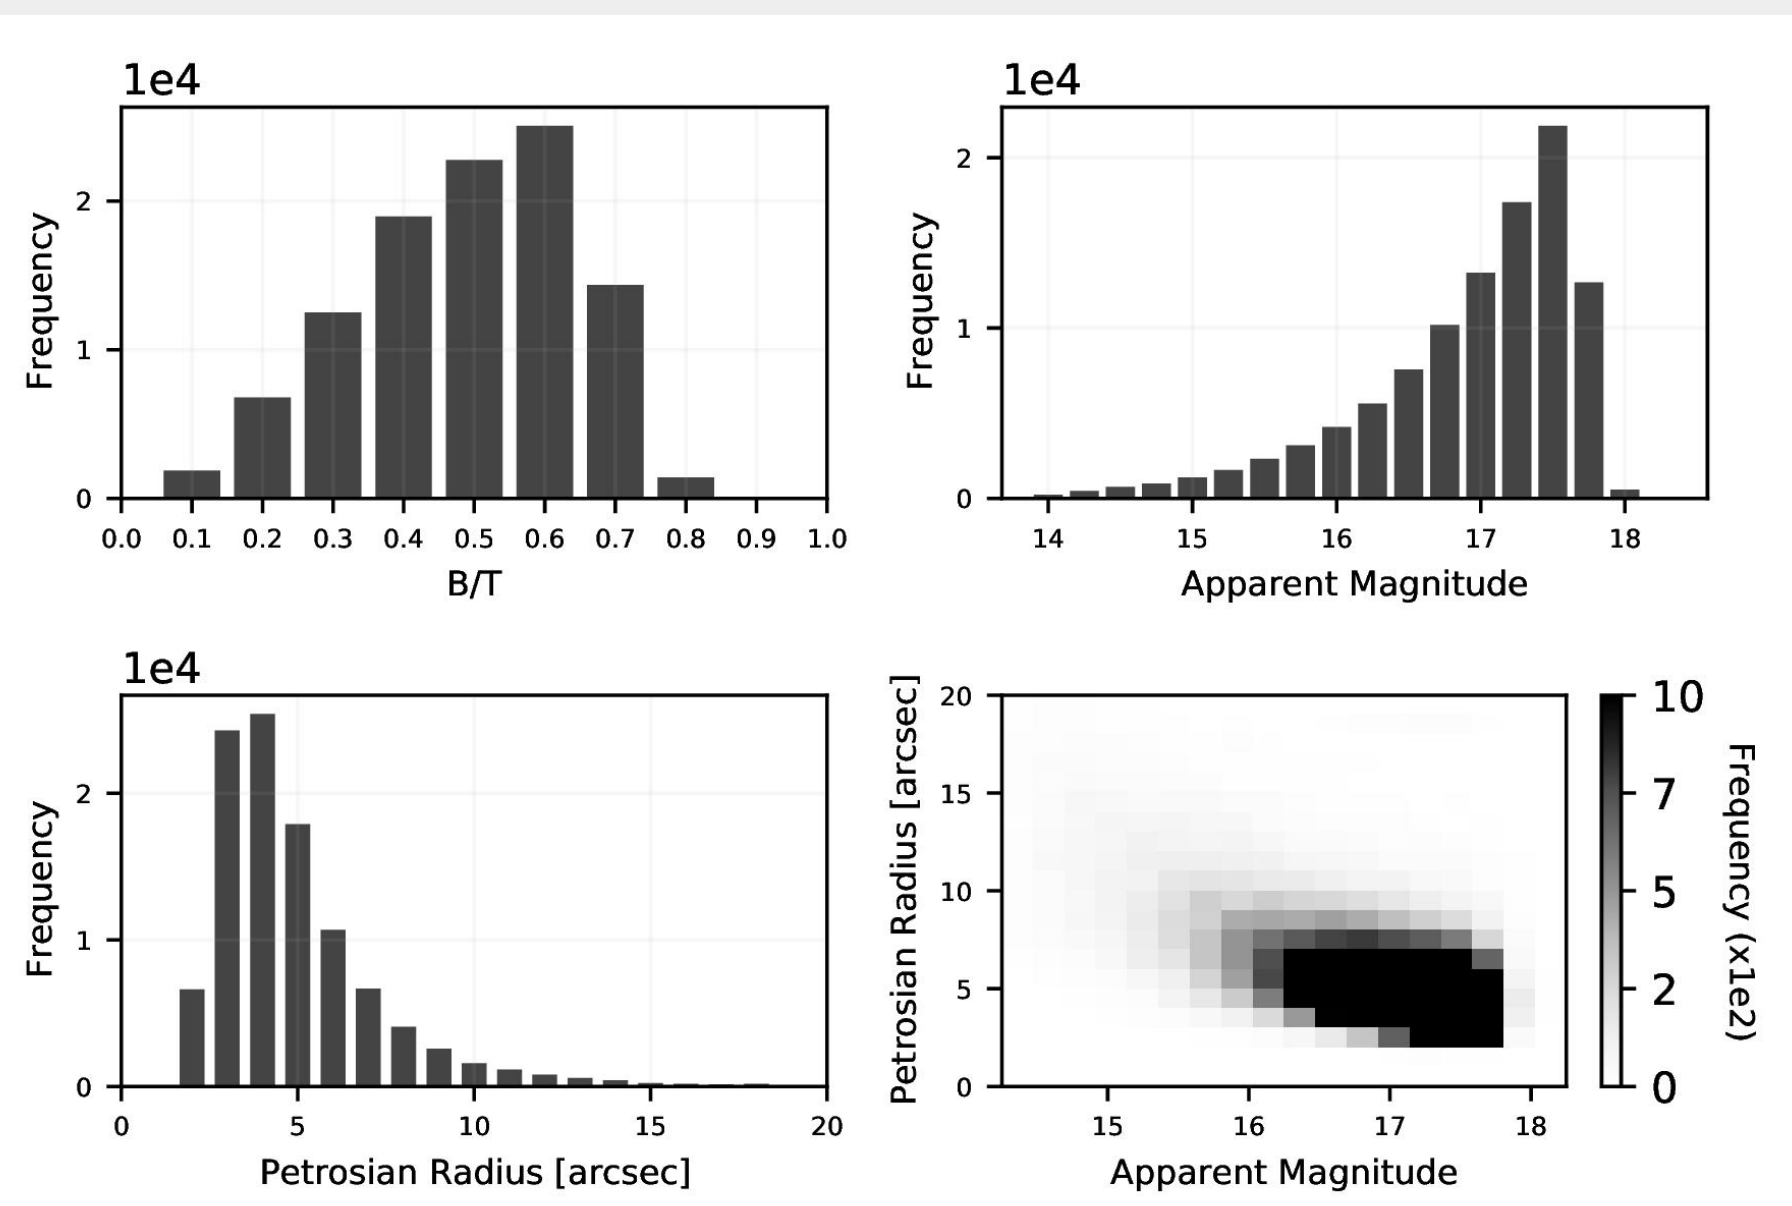 1e4
Frequency
2
1
0
0.0 0.1 0.2 0.3 0.4 0.5 0.6 0.7 0.8 0.9 1.0
B/T
1e4
Frequency
2
1
0
14 15 16 17 18
Apparent Magnitude
1e4
Frequency
2
1
0
0 5 10 15 20
Petrosian Radius [arcsec]
Petrosian Radius [arcsec]
20
15
10
5
0
15 16 17 18
Apparent Magnitude
10
7
5
2
0
Frequency (x1e2)